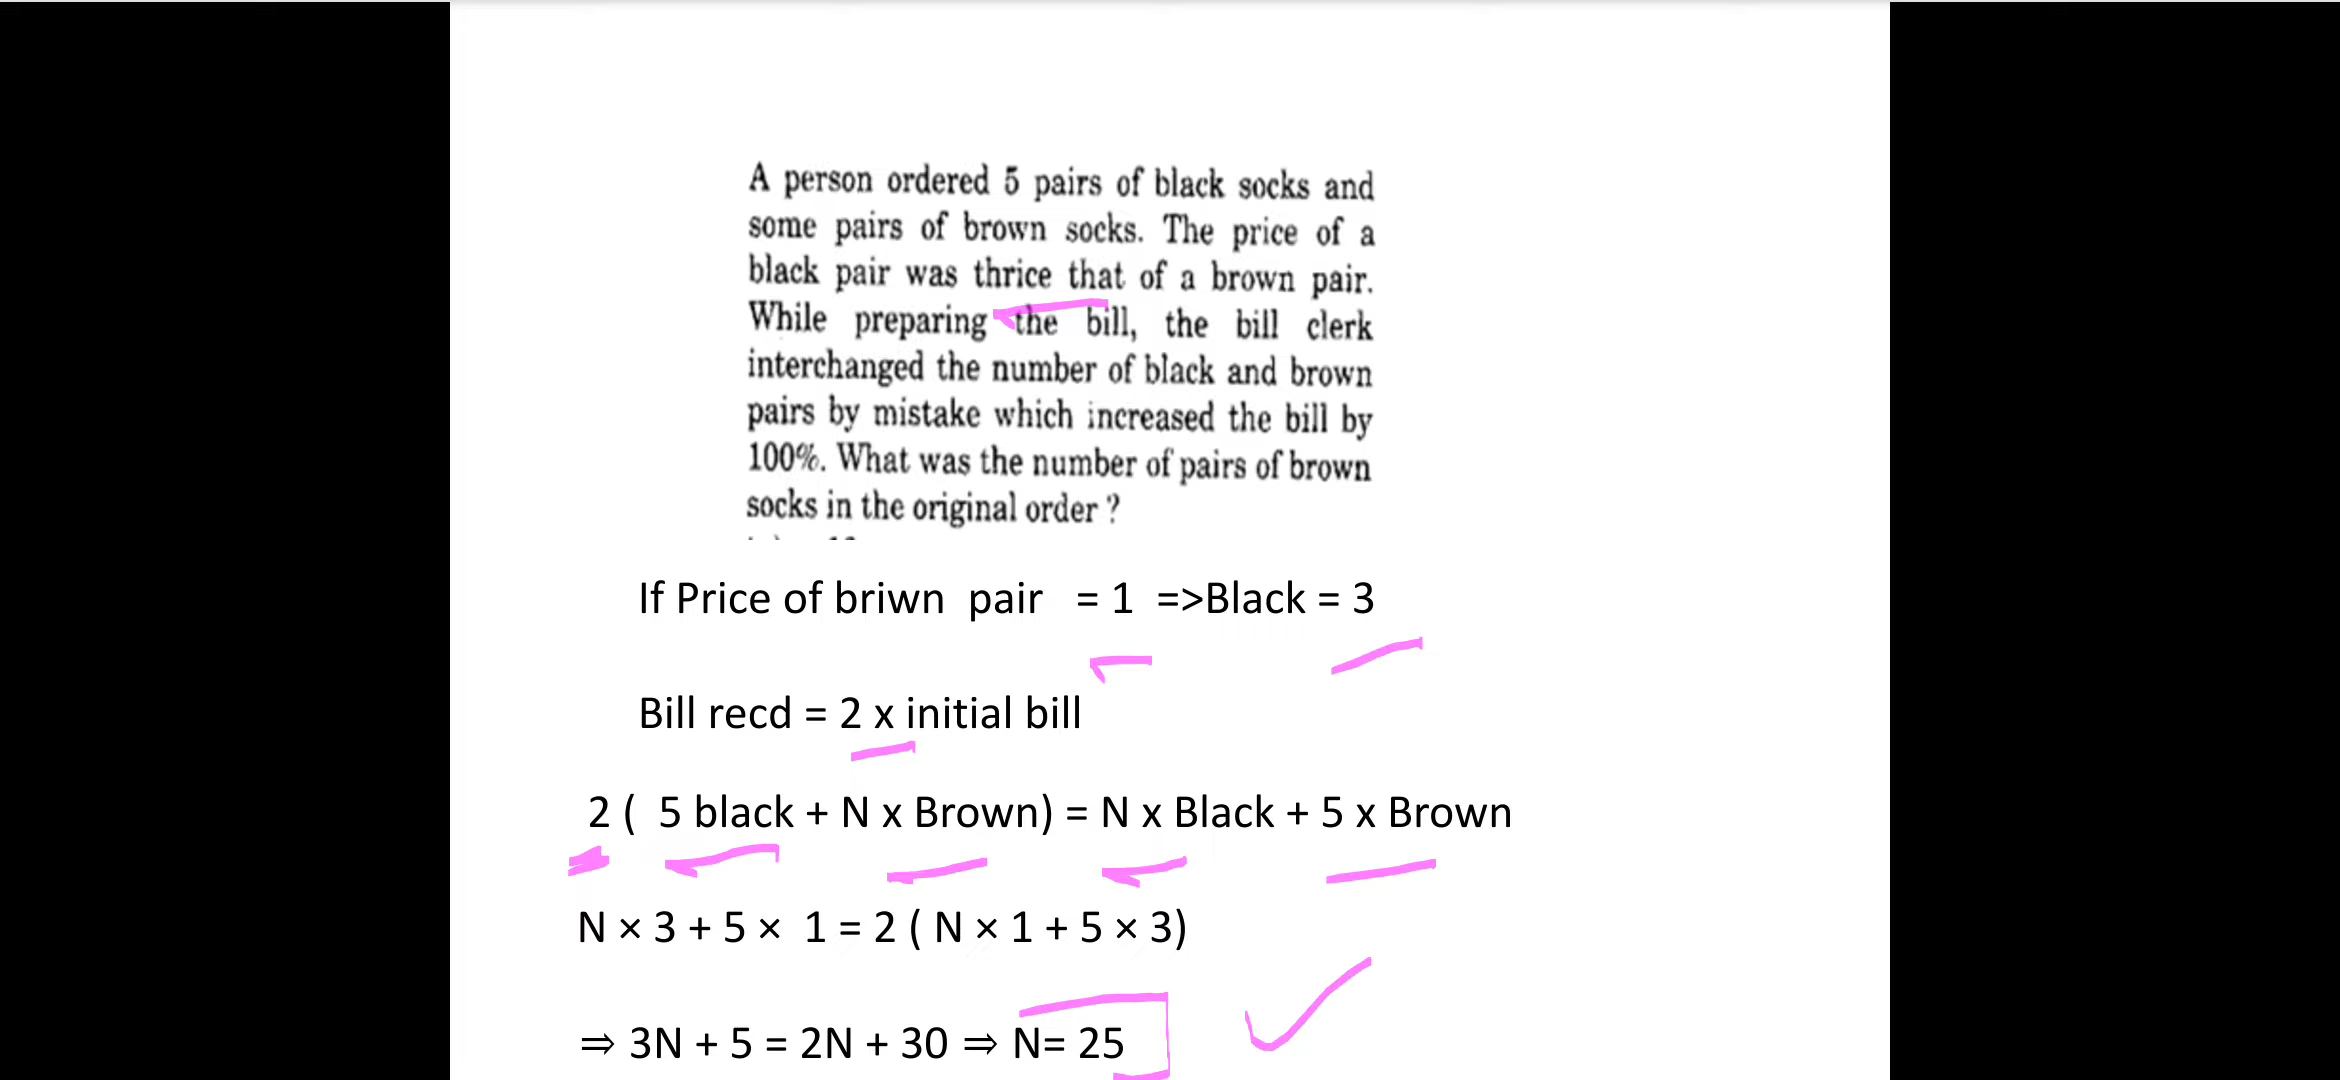 A person ordered 5 pairs of black socks and
some pairs of brown socks. The price of a
black pair was thrice that of a brown pair.
While preparing the bill, the bill clerk
interchanged the number of black and brown
pairs by mistake which increased the bill by
100%. What was the number of pairs of brown
socks in the original order ?
If Price of briwn pair = 1 =>Black = 3
Bill recd = 2 x initial bill
2 ( 5 black + N x Brown) = N x Black + 5 x Brown
N × 3 + 5 × 1 = 2 ( N × 1 + 5 × 3)
⇒ 3N + 5 = 2N + 30 ⇒ N= 25